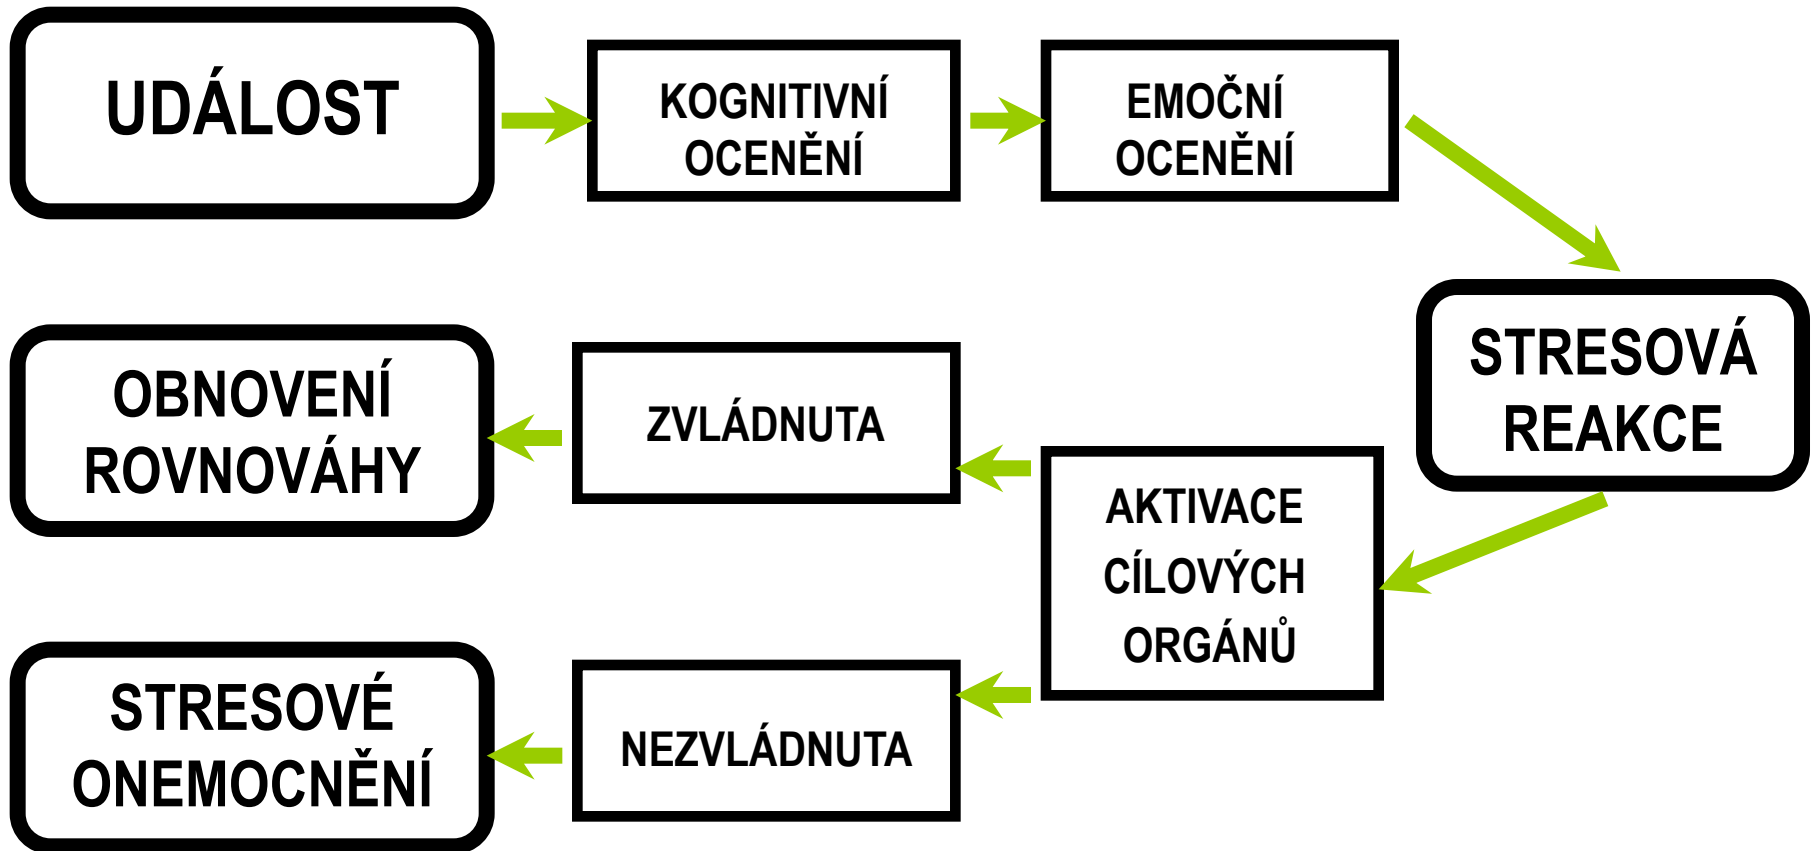 UDÁLOST
KOGNITIVNÍ
OCENĚNÍ
EMOČNÍ
OCENĚNÍ
STRESOVÁ
REAKCE
OBNOVENÍ
ROVNOVÁHY
ZVLÁDNUTA
AKTIVACE
CÍLOVÝCH
ORGÁNŮ
STRESOVÉ
ONEMOCNĚNÍ
NEZVLÁDNUTA